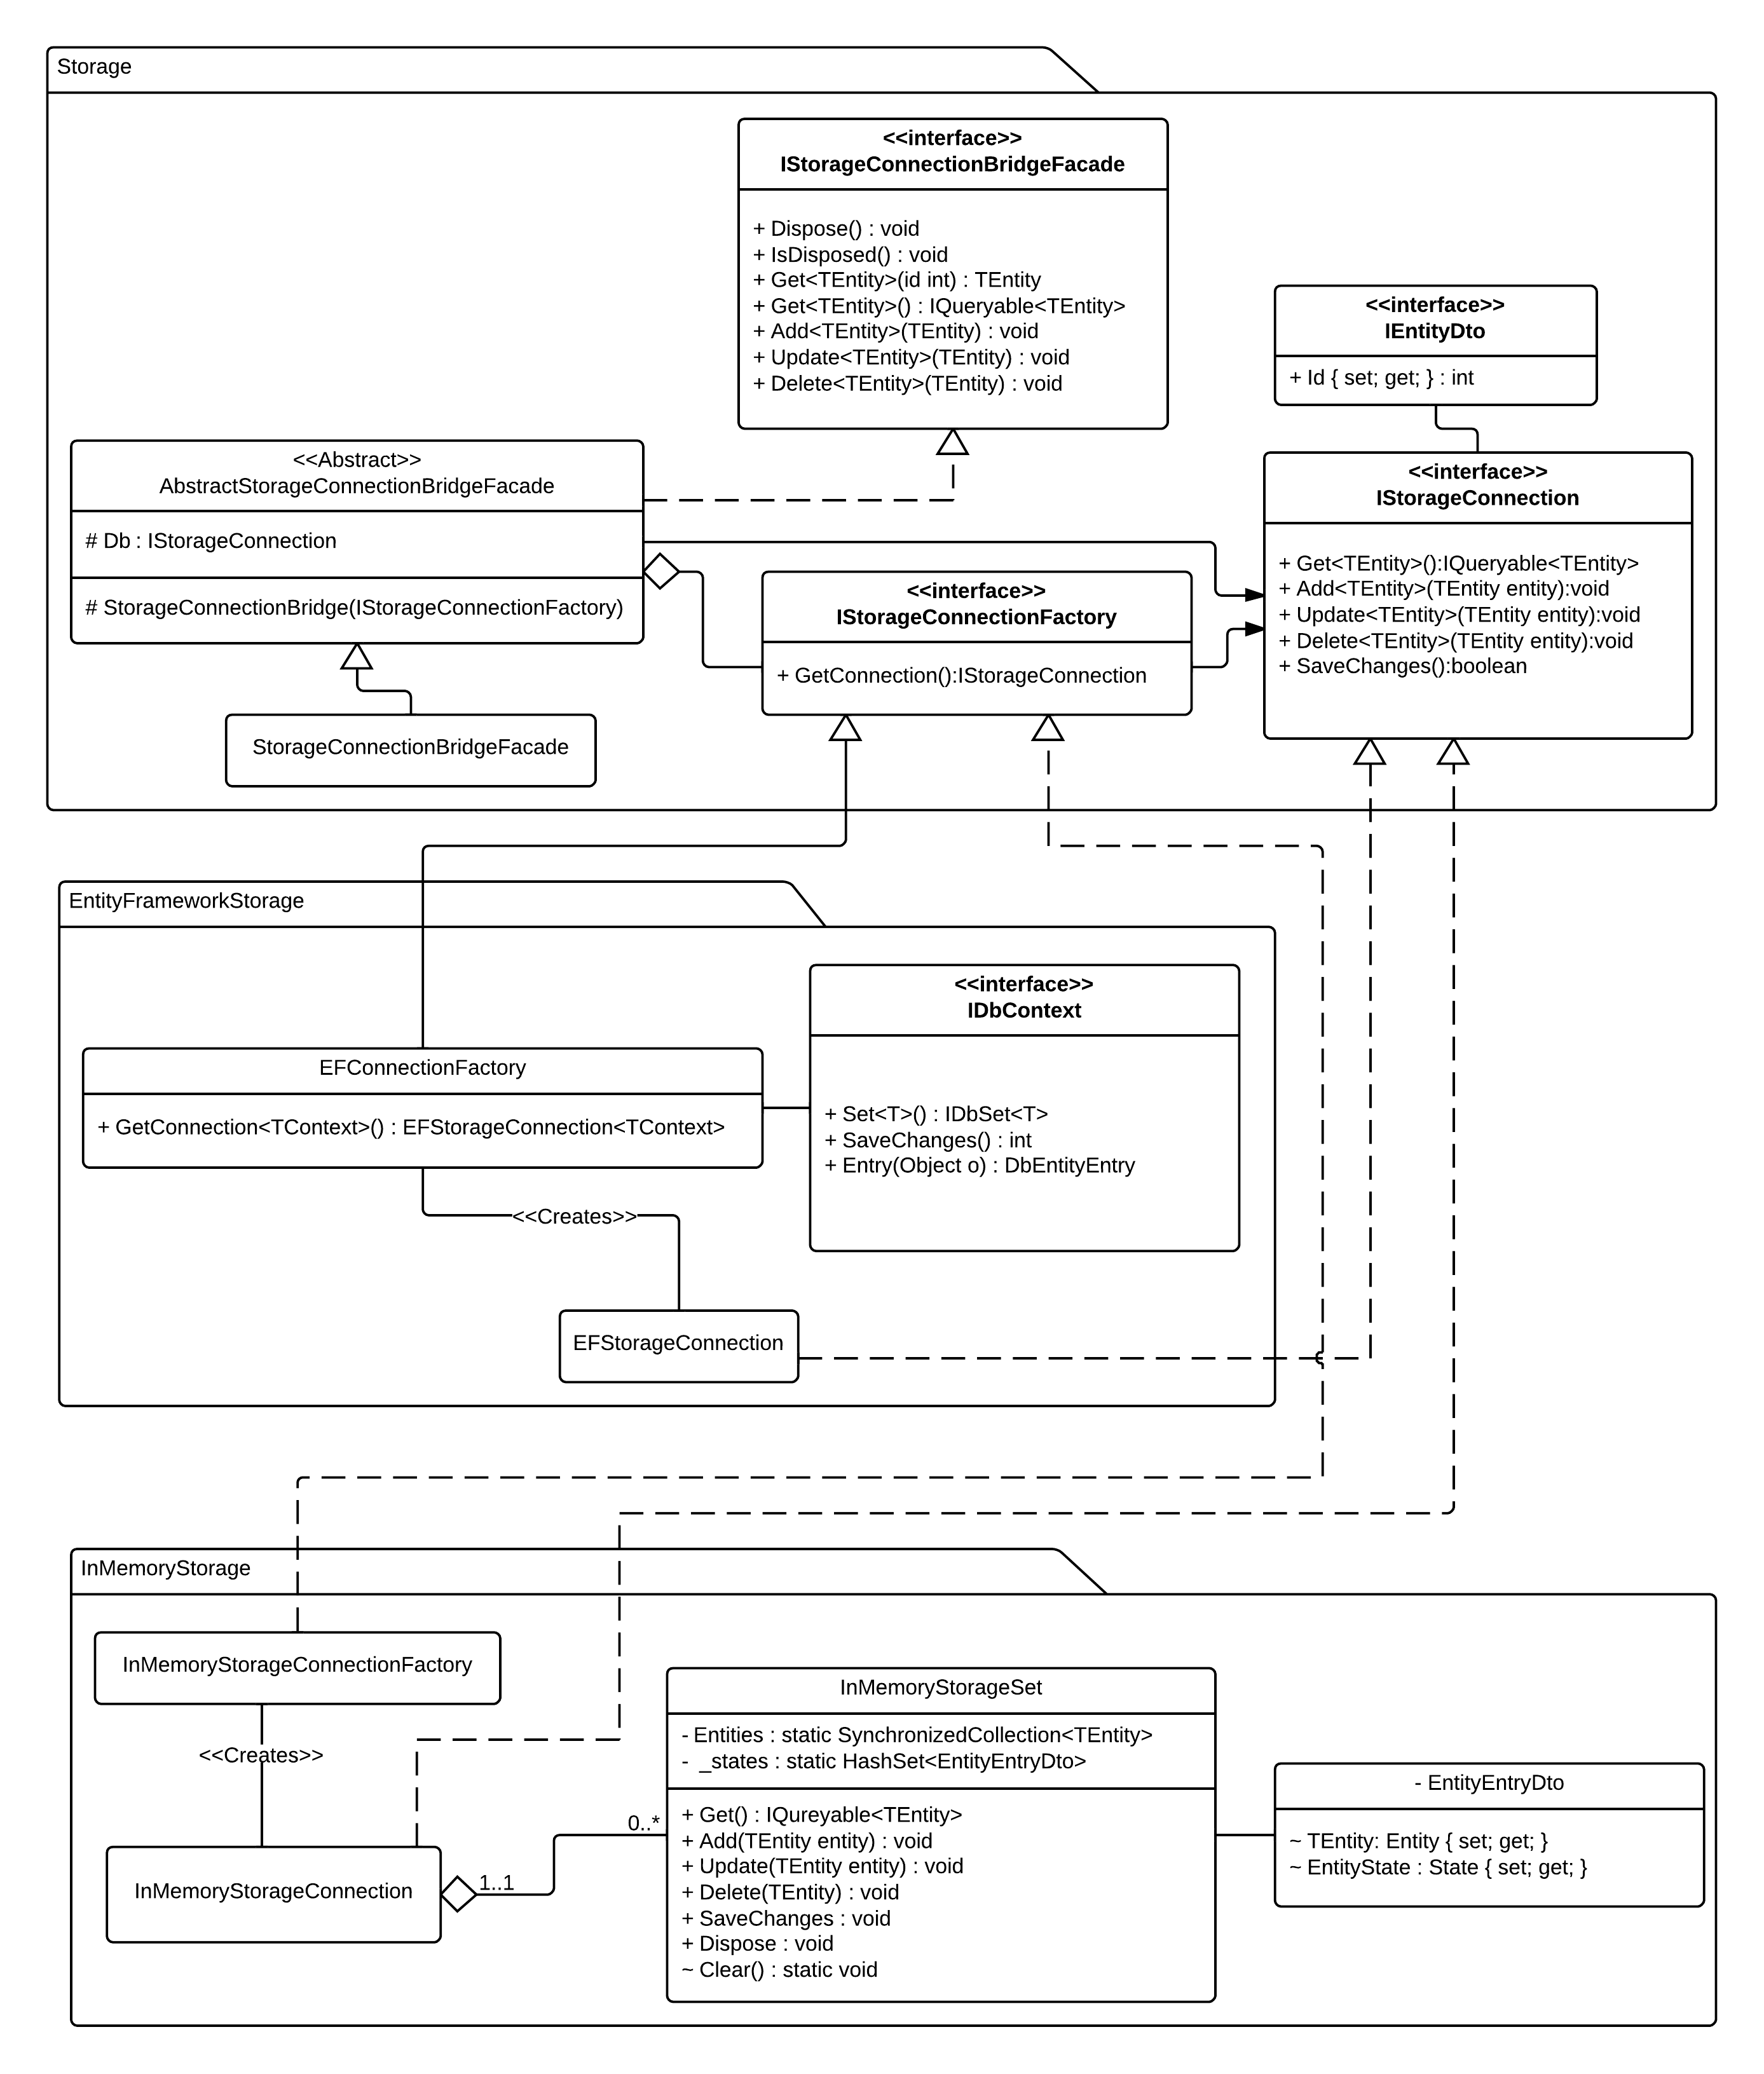 Storage
<<interface>>
IStorageConnectionBridgeFacade
+ Dispose() : void
+ IsDisposed() : void
+ Get<TEntity>(id int) : TEntity
+ Get<TEntity>() : IQueryable<TEntity>
+ Add<TEntity>(TEntity) : void
+ Update<TEntity>(TEntity) : void
+ Delete<TEntity>(TEntity) : void
<<interface>>
IEntityDto
+ Id { set; get; } : int
<<Abstract>>
AbstractStorageConnectionBridgeFacade
# Db : IStorageConnection
# StorageConnectionBridge(IStorageConnectionFactory)
<<interface>>
IStorageConnection
+ Get<TEntity>():IQueryable<TEntity>
+ Add<TEntity>(TEntity entity):void
+ Update<TEntity>(TEntity entity):void
+ Delete<TEntity>(TEntity entity):void
+ SaveChanges():boolean
<<interface>>
IStorageConnectionFactory
+ GetConnection():IStorageConnection
StorageConnectionBridgeFacade
EntityFrameworkStorage
<<interface>>
IDbContext
+ Set<T>() : IDbSet<T>
+ SaveChanges() : int
+ Entry(Object o) : DbEntityEntry
EFConnectionFactory
+ GetConnection<TContext>() : EFStorageConnection<TContext>
<<Creates>>
EFStorageConnection
InMemoryStorage
InMemoryStorageConnectionFactory
<<Creates>>
InMemoryStorageConnection
1..1
0..*
InMemoryStorageSet
- Entities : static SynchronizedCollection<TEntity>
-  _states : static HashSet<EntityEntryDto>
+ Get() : IQureyable<TEntity>
+ Add(TEntity entity) : void
+ Update(TEntity entity) : void
+ Delete(TEntity) : void
+ SaveChanges : void
+ Dispose : void
~ Clear() : static void
- EntityEntryDto
~ TEntity: Entity { set; get; }
~ EntityState : State { set; get; }